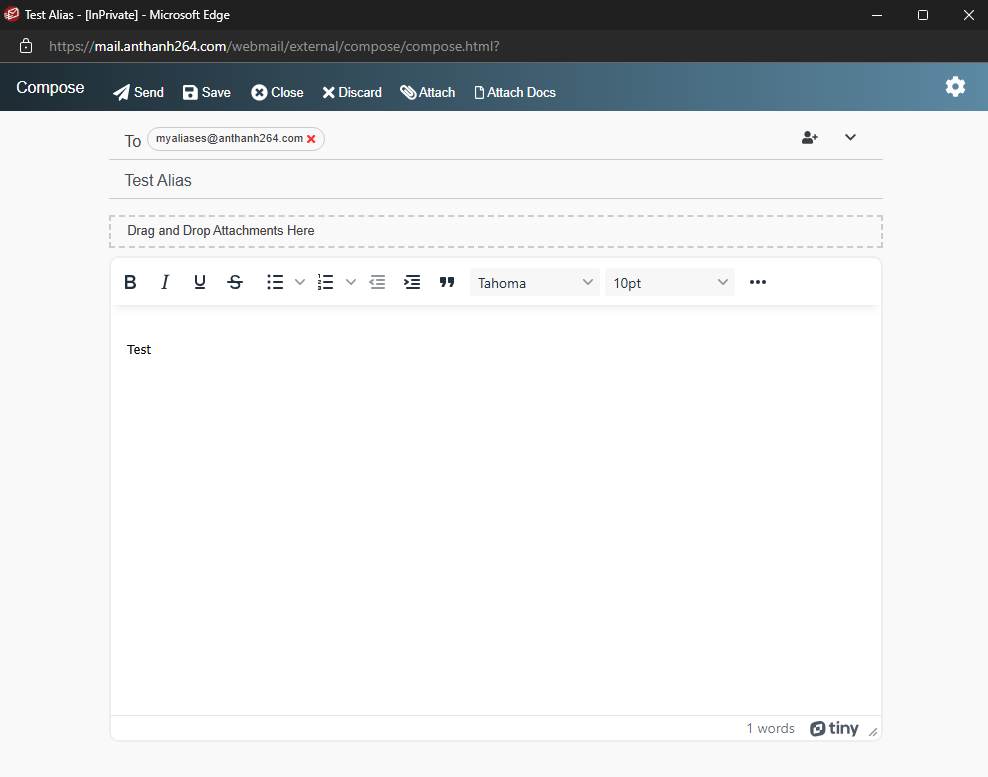 Test Alias - [InPrivate] - Microsoft Edge
https://mail.anthanh264.com/webmail/external/compose/compose.html?
Compose Send Save Close Discard Attach Attach Docs
To myaliases@anthanh264.com
Test Alias
Drag and Drop Attachments Here
B I U S Tahoma 10pt
Test
1 words tiny